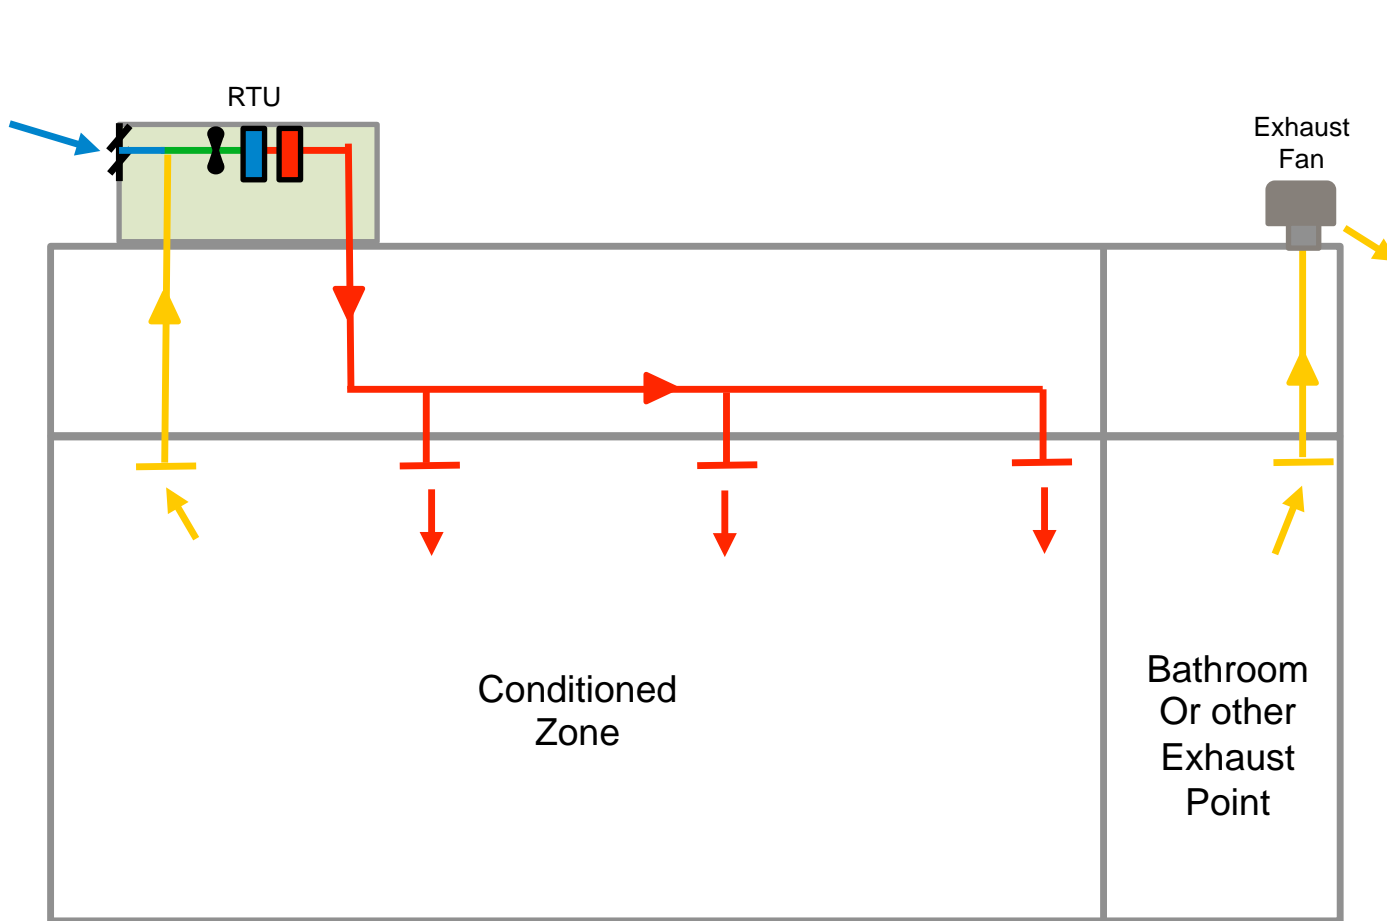 RTU
Exhaust
Fan
Conditioned
Zone
Bathroom
Or other
Exhaust
Point